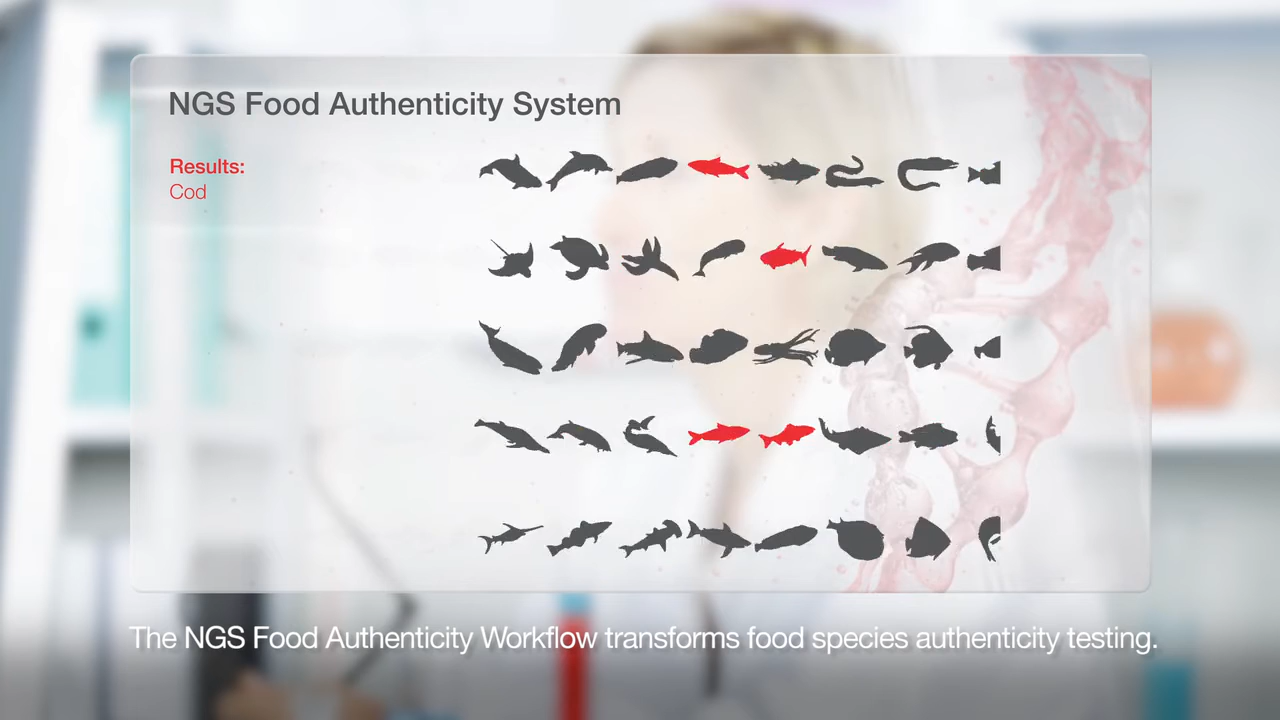 NGS Food Authenticity System
Results:
Cod
The NGS Food Authenticity Workflow transforms food species authenticity testing.